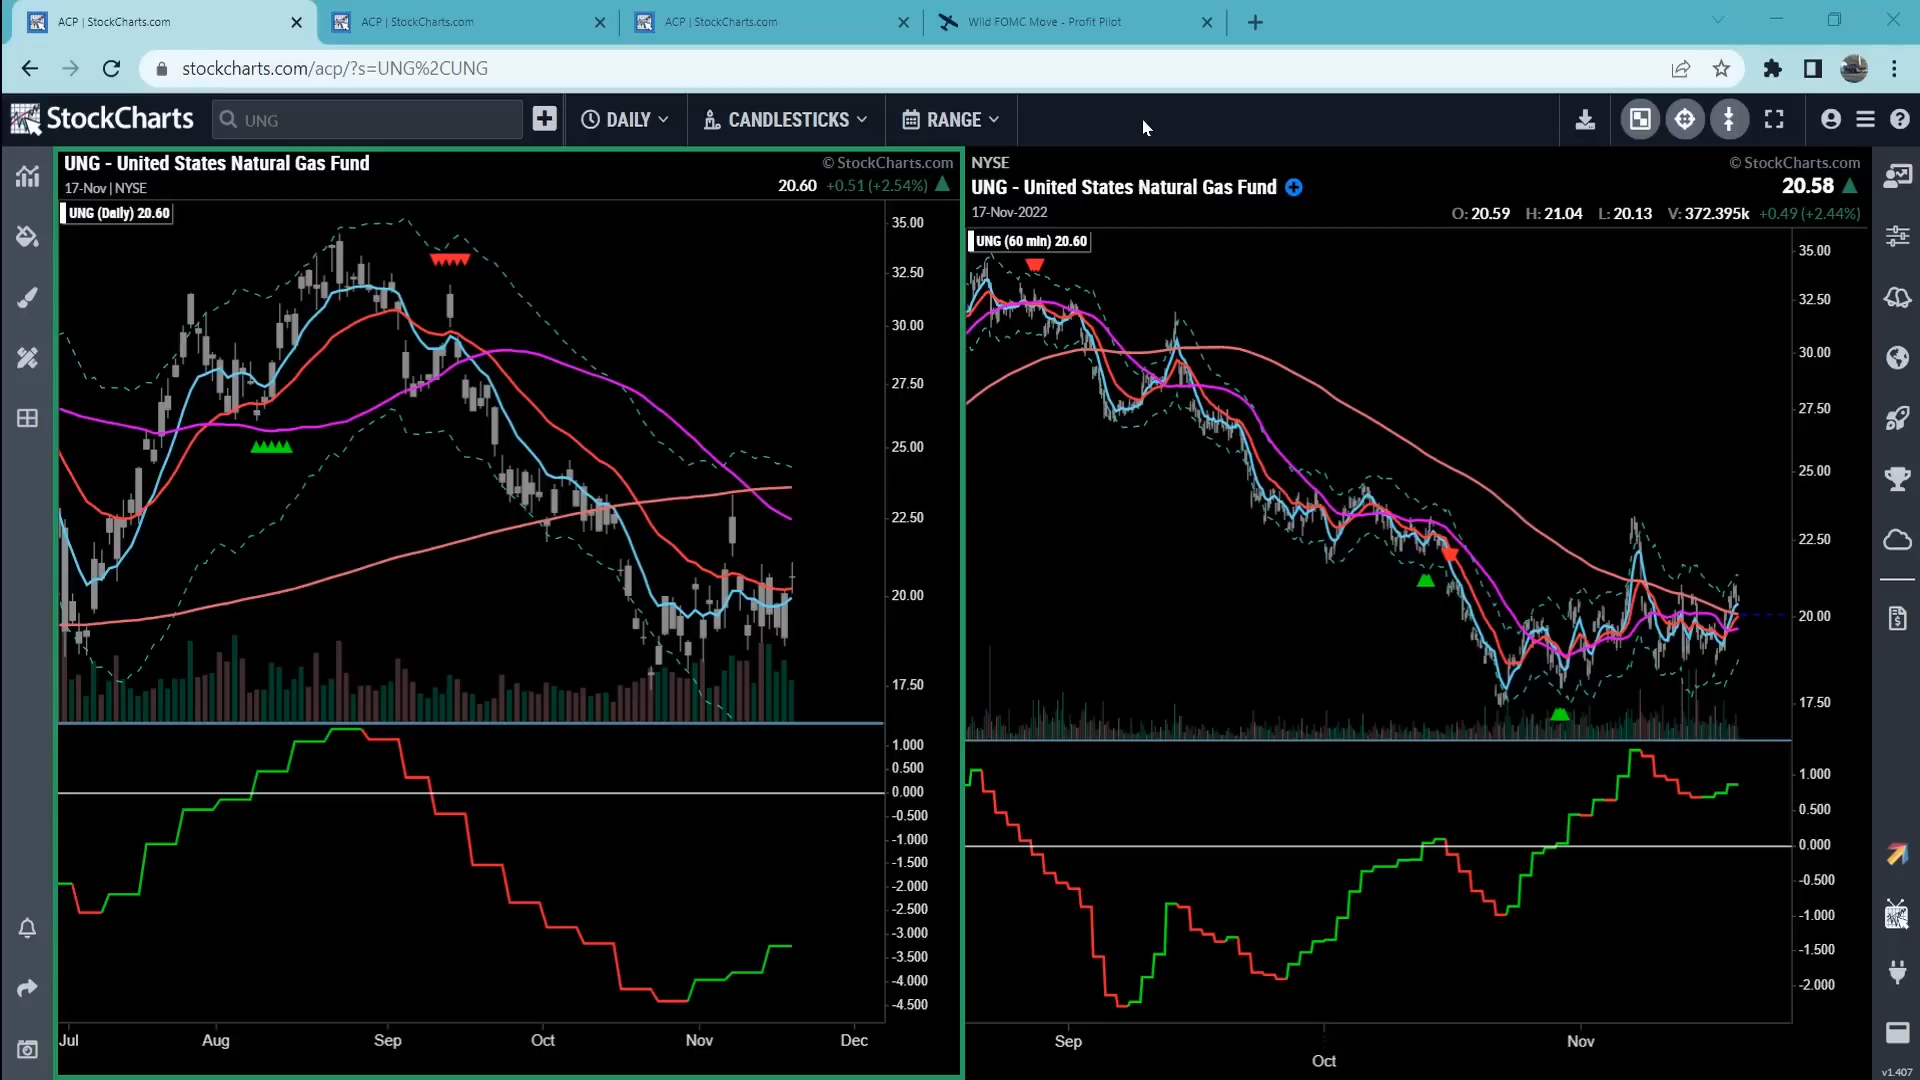 ACP | StockCharts.com
ACP | StockCharts.com
ACP | StockCharts.com
Wild FOMC Move - Profit Pilot
stockcharts.com/acp/?s=UNG%2CUNG
StockCharts
UNG
DAILY
CANDLESTICKS
RANGE
UNG - United States Natural Gas Fund
© StockCharts.com
17-Nov | NYSE
20.60 +0.51 (+2.54%)
UNG (Daily) 20.60
35.00
32.50
30.00
27.50
25.00
22.50
20.00
17.50
1.000
0.500
0.000
-0.500
-1.000
-1.500
-2.000
-2.500
-3.000
-3.500
-4.000
-4.500
Jul Aug Sep Oct Nov Dec
NYSE
© StockCharts.com
UNG - United States Natural Gas Fund
20.58
17-Nov-2022
O: 20.59 H: 21.04 L: 20.13 V: 372.395k +0.49 (+2.44%)
UNG (60 min) 20.60
35.00
32.50
30.00
27.50
25.00
22.50
20.00
17.50
1.000
0.500
0.000
-0.500
-1.000
-1.500
-2.000
Sep Oct Nov
v1.407